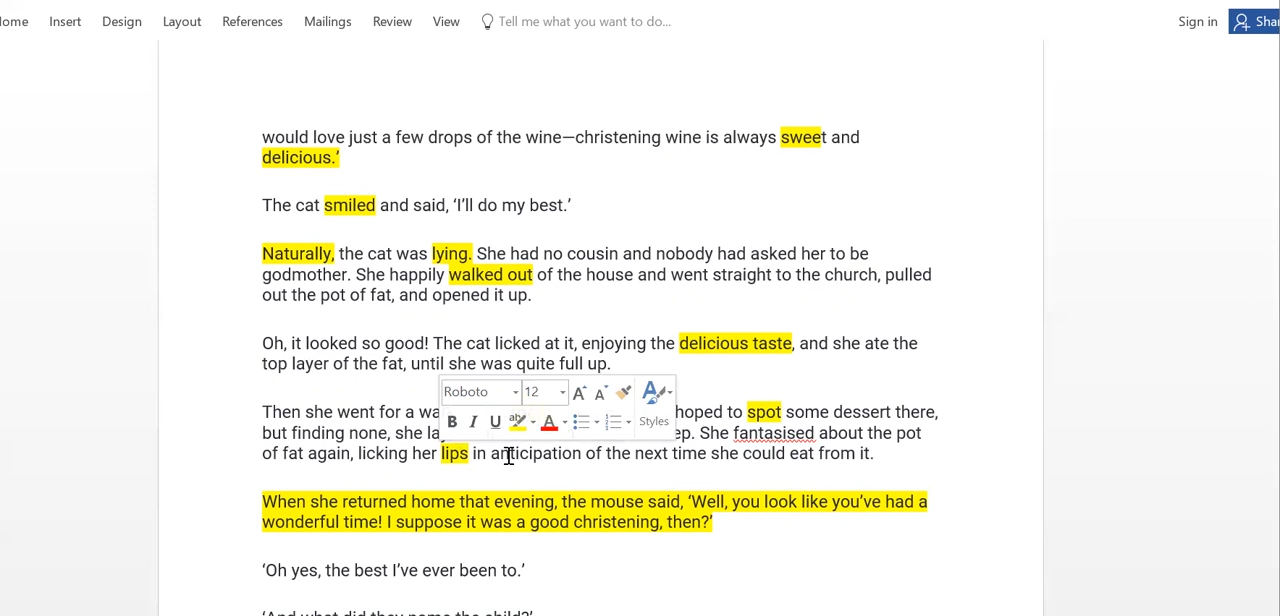 ome Insert Design Layout References Mailings Review View Tell me what you want to do... Sign in Shar
would love just a few drops of the wine—christening wine is always sweet and
delicious.’
The cat smiled and said, ‘I’ll do my best.’
Naturally, the cat was lying. She had no cousin and nobody had asked her to be
godmother. She happily walked out of the house and went straight to the church, pulled
out the pot of fat, and opened it up.
Oh, it looked so good! The cat licked at it, enjoying the delicious taste, and she ate the
top layer of the fat, until she was quite full up.
Roboto 12
Then she went for a wa hoped to spot some dessert there,
B I U aby A Styles
but finding none, she lay ep. She fantasised about the pot
of fat again, licking her lips in anticipation of the next time she could eat from it.
When she returned home that evening, the mouse said, ‘Well, you look like you’ve had a
wonderful time! I suppose it was a good christening, then?’
‘Oh yes, the best I’ve ever been to.’
‘And what did they name the child?’